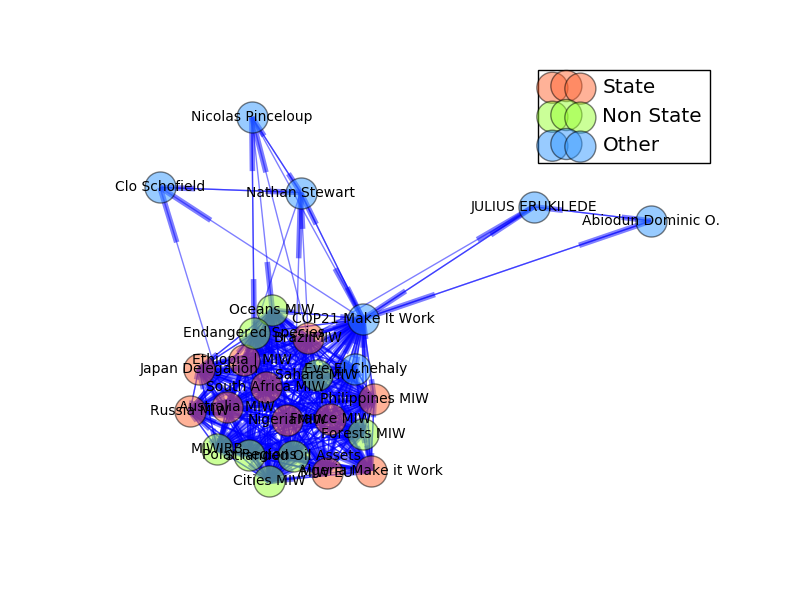 State
Non State
Other
Nicolas Pinceloup
Clo Schofield
Nathan Stewart
JULIUS ERUKILEDE
Abiodun Dominic O.
Oceans MIW
COP21 Make It Work
Endangered Species
Brazil MIW
Ethiopia J MIW
Japan Delegation
Sahara MIW
Chehaly
South Africa MIW
Philippines MIW
Russia MIW
Australia MIW
Nigeria MIW
France MIW
Forests MIW
Polar Regions
Stranded Oil Assets
MIW EU
Make it Work
Cities MIW